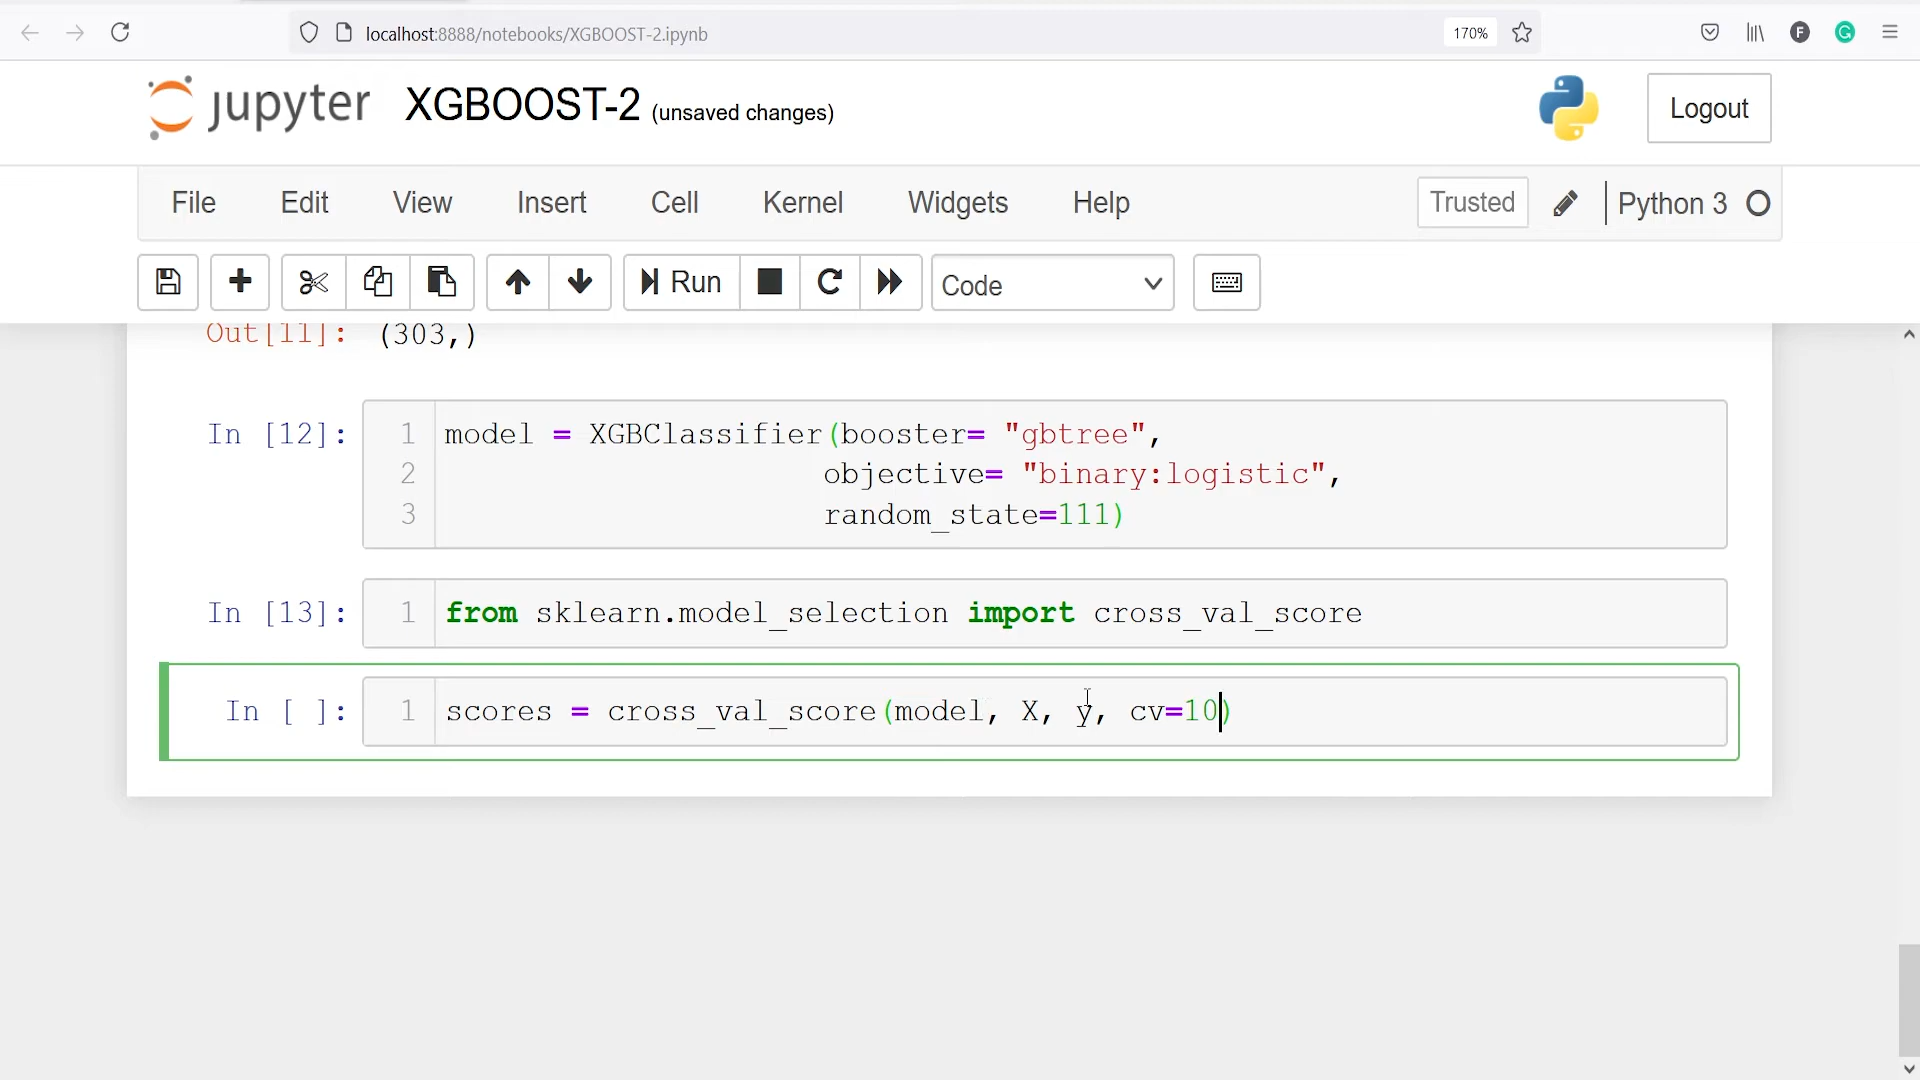 localhost:8888/notebooks/XGBOOST-2.ipynb 170% F G
jupyter XGBOOST-2 (unsaved changes) Logout
File Edit View Insert Cell Kernel Widgets Help Trusted Python 3
Run Code
Out[11]: (303,)
In [12]: 1 model = XGBClassifier(booster= "gbtree",
2 objective= "binary:logistic",
3 random_state=111)
In [13]: 1 from sklearn.model_selection import cross_val_score
In [ ]: 1 scores = cross_val_score(model, X, y, cv=10)